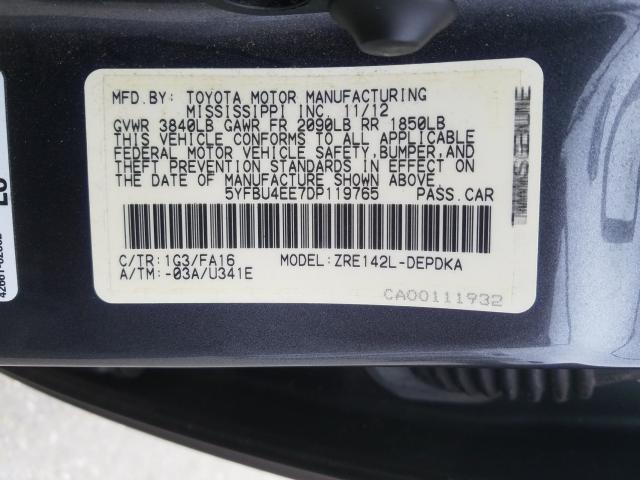 MFD.BY: TOYOTA MOTOR MANUFACTURING
MISSISSIPPI INC. 11/12
GVWR 3840LB GAWR FR 2090LB RR 1850LB
THIS VEHICLE CONFORMS TO ALL APPLICABLE
FEDERAL MOTOR VEHICLE SAFETY,BUMPER,AND
THEFT PREVENTION STANDARDS IN EFFECT ON
THE DATE OF MANUFACTURE SHOWN ABOVE.
5YFBU4EE7DP119765 PASS.CAR
C/TR:1G3/FA16 MODEL:ZRE142L-DEPDKA
A/TM:-03A/U341E
CA00111932